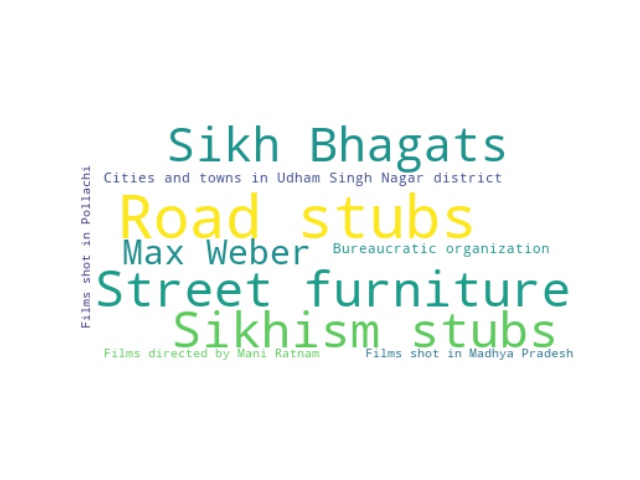 Sikh Bhagats
Cities and towns in Udham Singh Nagar district
Films shot in Pollachi
Road stubs
Max Weber
Bureaucratic organization
Street furniture
Sikhism stubs
Films directed by Mani Ratnam
Films shot in Madhya Pradesh